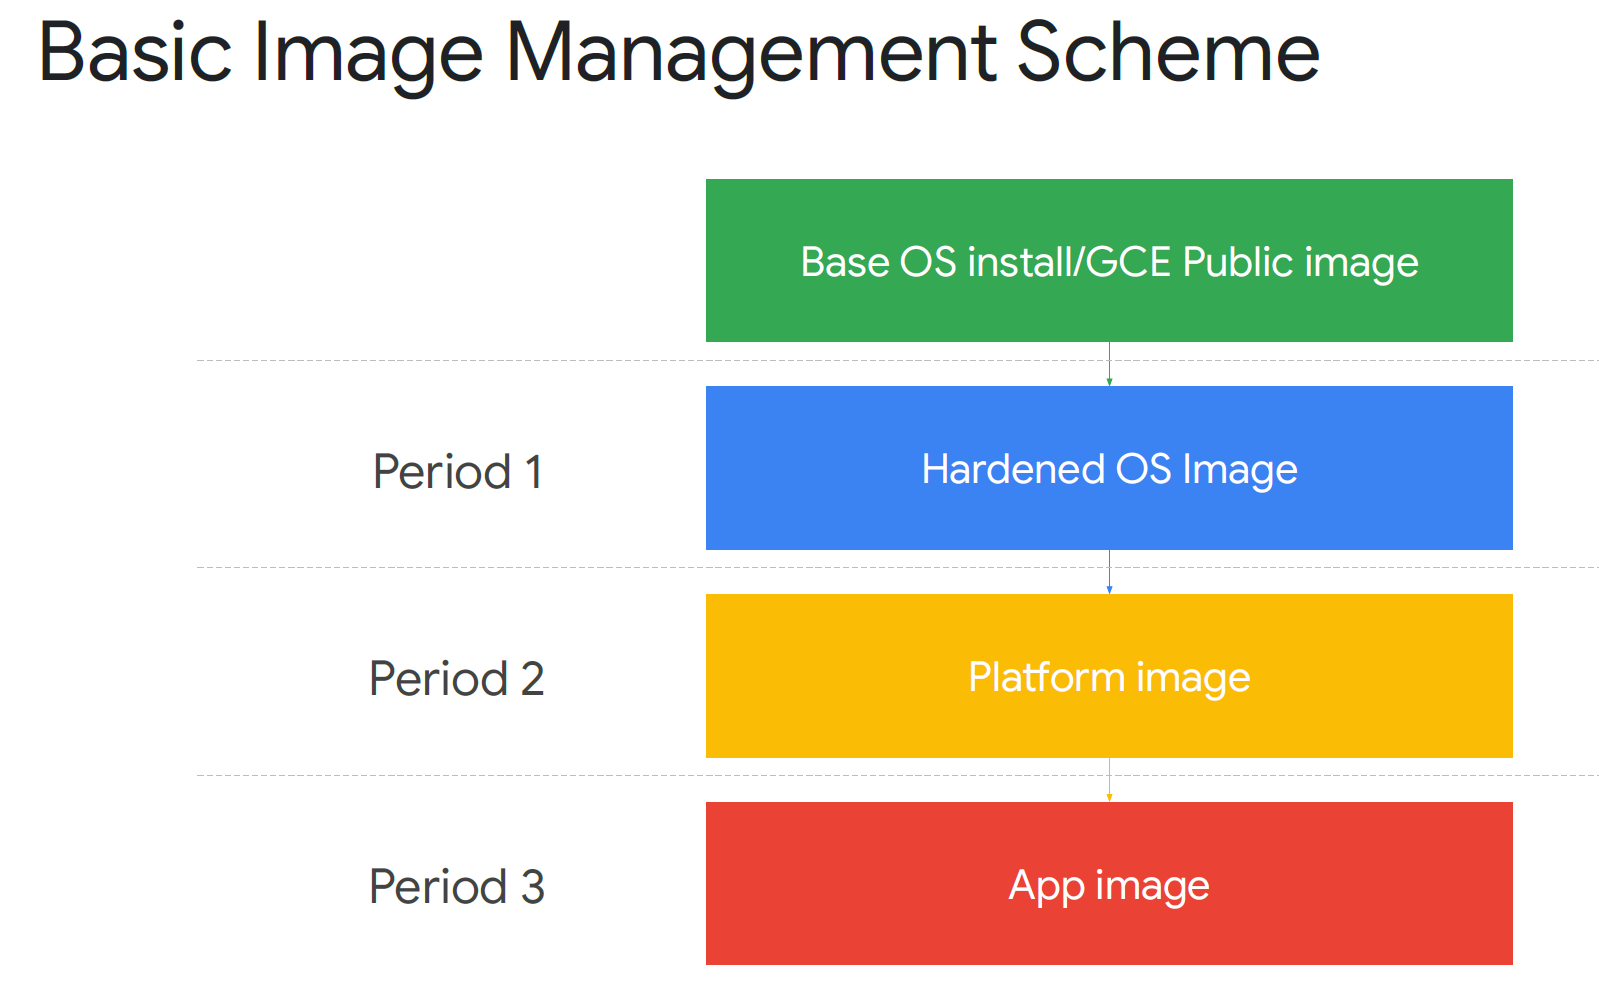 Basic Image Management Scheme
Base OS install/GCE Public image
Period 1
Hardened OS Image
Period 2
Platform image
Period 3
App image